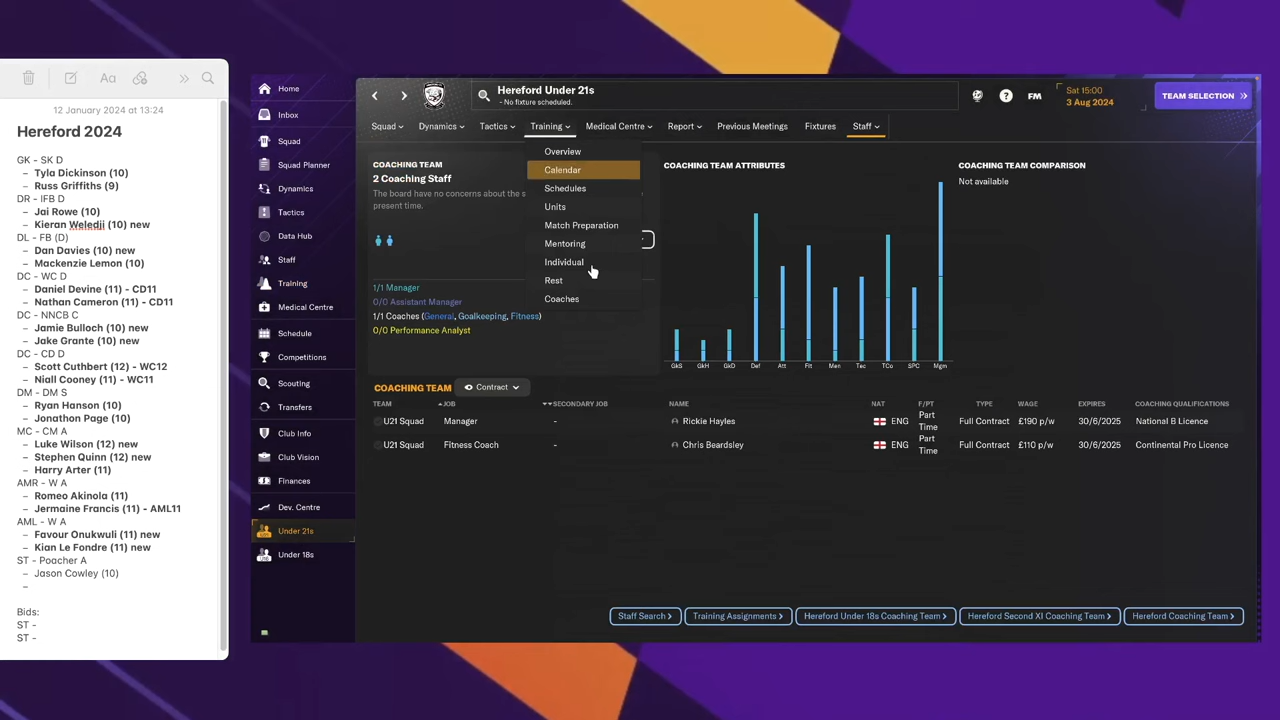 12 January 2024 at 13:24
Hereford 2024
GK - SK D
– Tyla Dickinson (10)
– Russ Griffiths (9)
DR - IFB D
– Jai Rowe (10)
– Kieran Weledji (10) new
DL - FB (D)
– Dan Davies (10) new
– Mackenzie Lemon (10)
DC - WC D
– Daniel Devine (11) - CD11
– Nathan Cameron (11) - CD11
DC - NNCB C
– Jamie Bulloch (10) new
– Jake Grante (10) new
DC - CD D
– Scott Cuthbert (12) - WC12
– Niall Cooney (11) - WC11
DM - DM S
– Ryan Hanson (10)
– Jonathon Page (10)
MC - CM A
– Luke Wilson (12) new
– Stephen Quinn (12) new
– Harry Arter (11)
AMR - W A
– Romeo Akinola (11)
– Jermaine Francis (11) - AML11
AML - W A
– Favour Onukwuli (11) new
– Kian Le Fondre (11) new
ST - Poacher A
– Jason Cowley (10)
–
Bids:
ST -
ST -
Aa
Home
Inbox
Squad
Squad Planner
Dynamics
Tactics
Data Hub
Staff
Training
Medical Centre
Schedule
Competitions
Scouting
Transfers
Club Info
Club Vision
Finances
Dev. Centre
Under 21s
Under 18s
Hereford Under 21s
- No fixture scheduled.
? FM
Sat 15:00
3 Aug 2024
TEAM SELECTION
Squad Dynamics Tactics Training Medical Centre Report Previous Meetings Fixtures Staff
Overview
Calendar
Schedules
Units
Match Preparation
Mentoring
Individual
Rest
Coaches
COACHING TEAM
2 Coaching Staff
The board have no concerns about the s
present time.
1/1 Manager
0/0 Assistant Manager
1/1 Coaches (General, Goalkeeping, Fitness)
0/0 Performance Analyst
COACHING TEAM ATTRIBUTES
GkS GkH GkD Def Att Fit Men Tec TCo SPC Mgm
COACHING TEAM COMPARISON
Not available
COACHING TEAM Contract
TEAM JOB SECONDARY JOB NAME NAT F/PT TYPE WAGE EXPIRES COACHING QUALIFICATIONS
U21 Squad Manager - Rickie Hayles ENG Part Time Full Contract £190 p/w 30/6/2025 National B Licence
U21 Squad Fitness Coach - Chris Beardsley ENG Part Time Full Contract £110 p/w 30/6/2025 Continental Pro Licence
Staff Search Training Assignments Hereford Under 18s Coaching Team Hereford Second XI Coaching Team Hereford Coaching Team